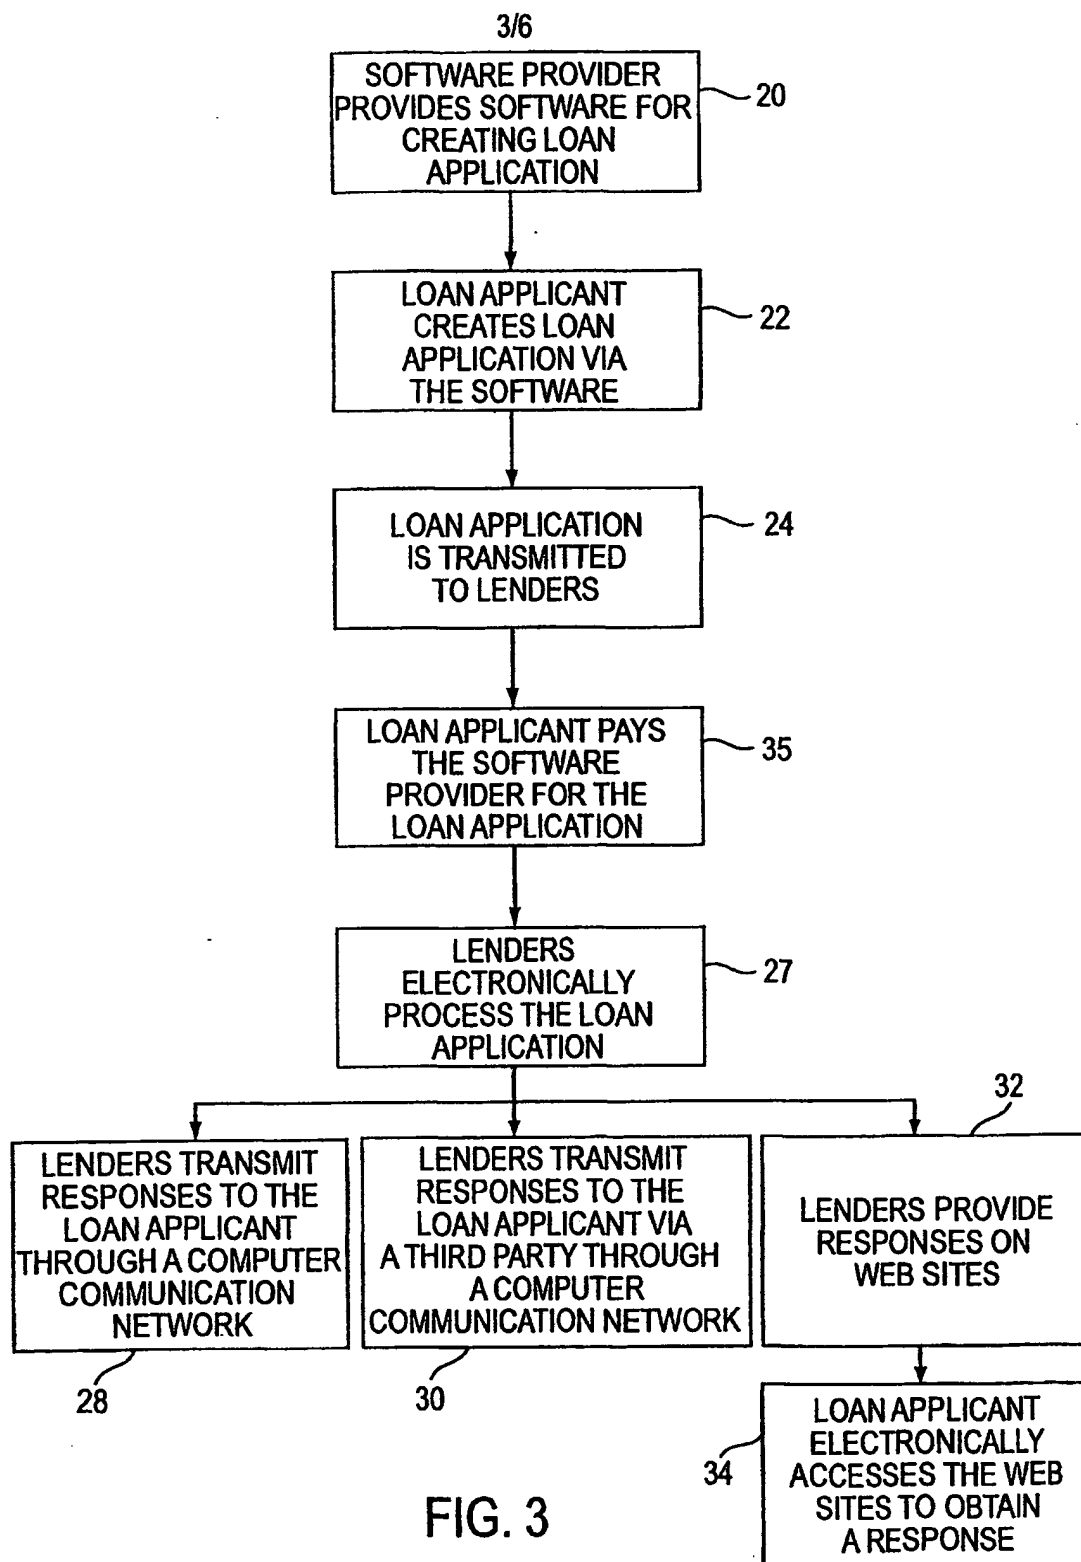 3/6
SOFTWARE PROVIDER
PROVIDES SOFTWARE FOR
CREATING LOAN
APPLICATION
20
LOAN APPLICANT
CREATES LOAN
APPLICATION VIA
THE SOFTWARE
22
LOAN APPLICATION
IS TRANSMITTED
TO LENDERS
24
LOAN APPLICANT PAYS
THE SOFTWARE
PROVIDER FOR THE
LOAN APPLICATION
35
LENDERS
ELECTRONICALLY
PROCESS THE LOAN
APPLICATION
27
LENDERS TRANSMIT
RESPONSES TO THE
LOAN APPLICANT
THROUGH A COMPUTER
COMMUNICATION
NETWORK
28
LENDERS TRANSMIT
RESPONSES TO THE
LOAN APPLICANT VIA
A THIRD PARTY THROUGH
A COMPUTER
COMMUNICATION NETWORK
30
32
LENDERS PROVIDE
RESPONSES ON
WEB SITES
34
LOAN APPLICANT
ELECTRONICALLY
ACCESSES THE WEB
SITES TO OBTAIN
A RESPONSE
FIG. 3